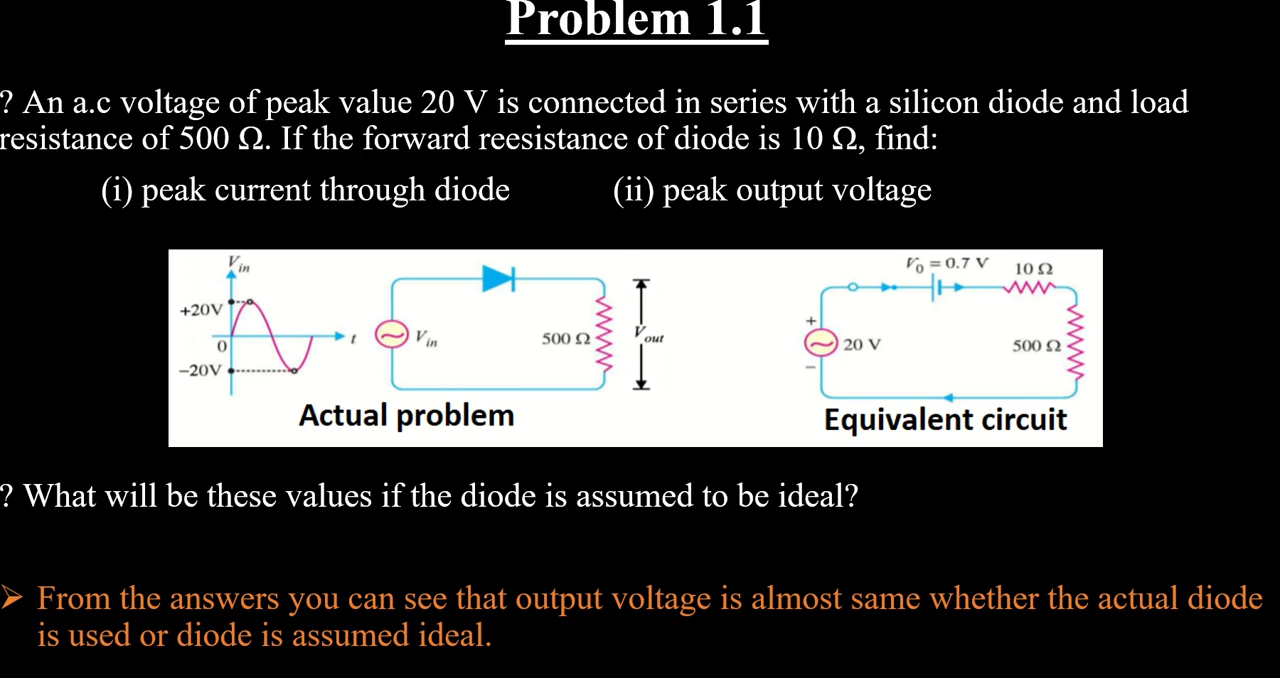 Problem 1.1
? An a.c voltage of peak value 20 V is connected in series with a silicon diode and load
resistance of 500 Ω. If the forward reesistance of diode is 10 Ω, find:
(i) peak current through diode (ii) peak output voltage
Vin
+20V
0
t
–20V
Vin
500 Ω
Vout
Actual problem
V0 = 0.7 V
10 Ω
+
20 V
–
500 Ω
Equivalent circuit
? What will be these values if the diode is assumed to be ideal?
➢ From the answers you can see that output voltage is almost same whether the actual diode
is used or diode is assumed ideal.